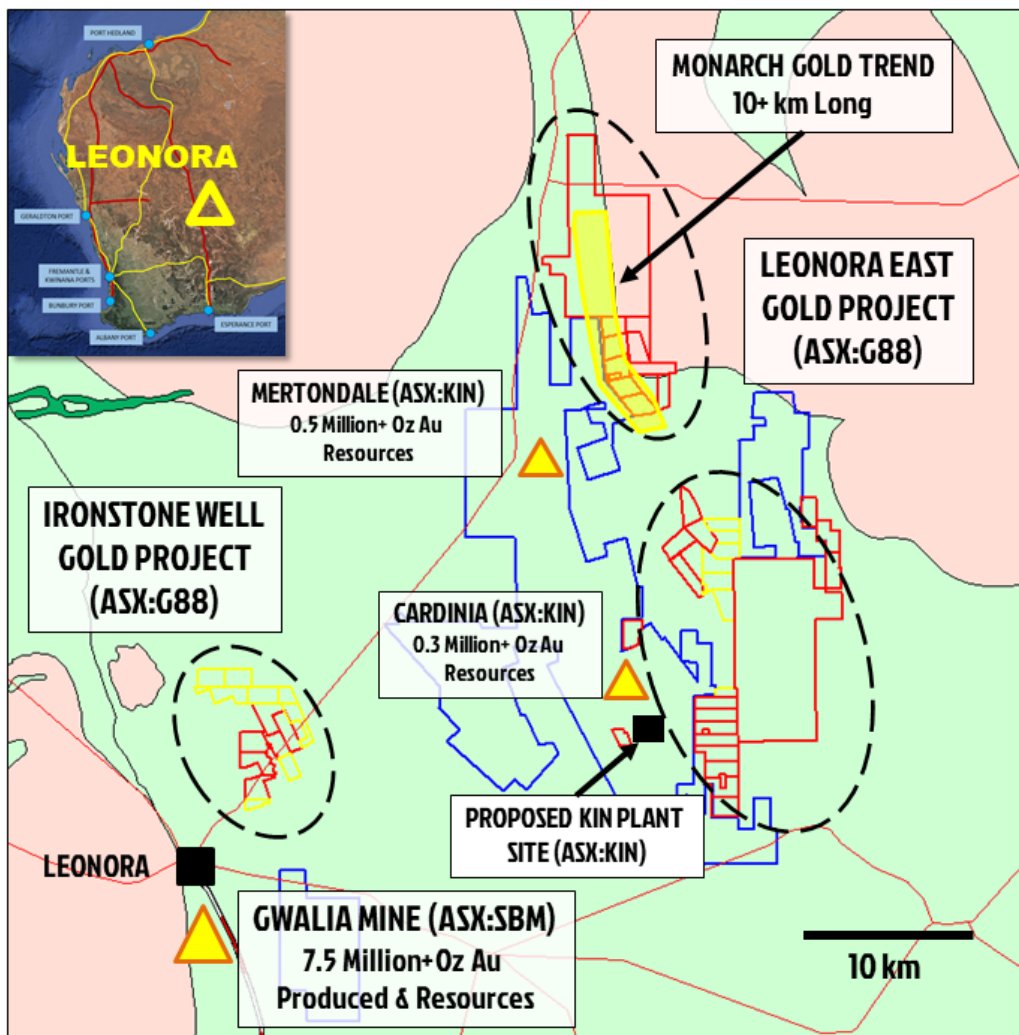 PORT HEDLAND
LEONORA
GERALDTON PORT
FREMANTLE &
KWINANA PORTS
BUNBURY PORT
ALBANY PORT
ESPERANCE PORT
MONARCH GOLD TREND
10+ km Long
LEONORA EAST
GOLD PROJECT
(ASX:G88)
MERTONDALE (ASX:KIN)
0.5 Million+ Oz Au
Resources
IRONSTONE WELL
GOLD PROJECT
(ASX:G88)
CARDINIA (ASX:KIN)
0.3 Million+ Oz Au
Resources
PROPOSED KIN PLANT
SITE (ASX:KIN)
LEONORA
GWALIA MINE (ASX:SBM)
7.5 Million+Oz Au
Produced & Resources
10 km